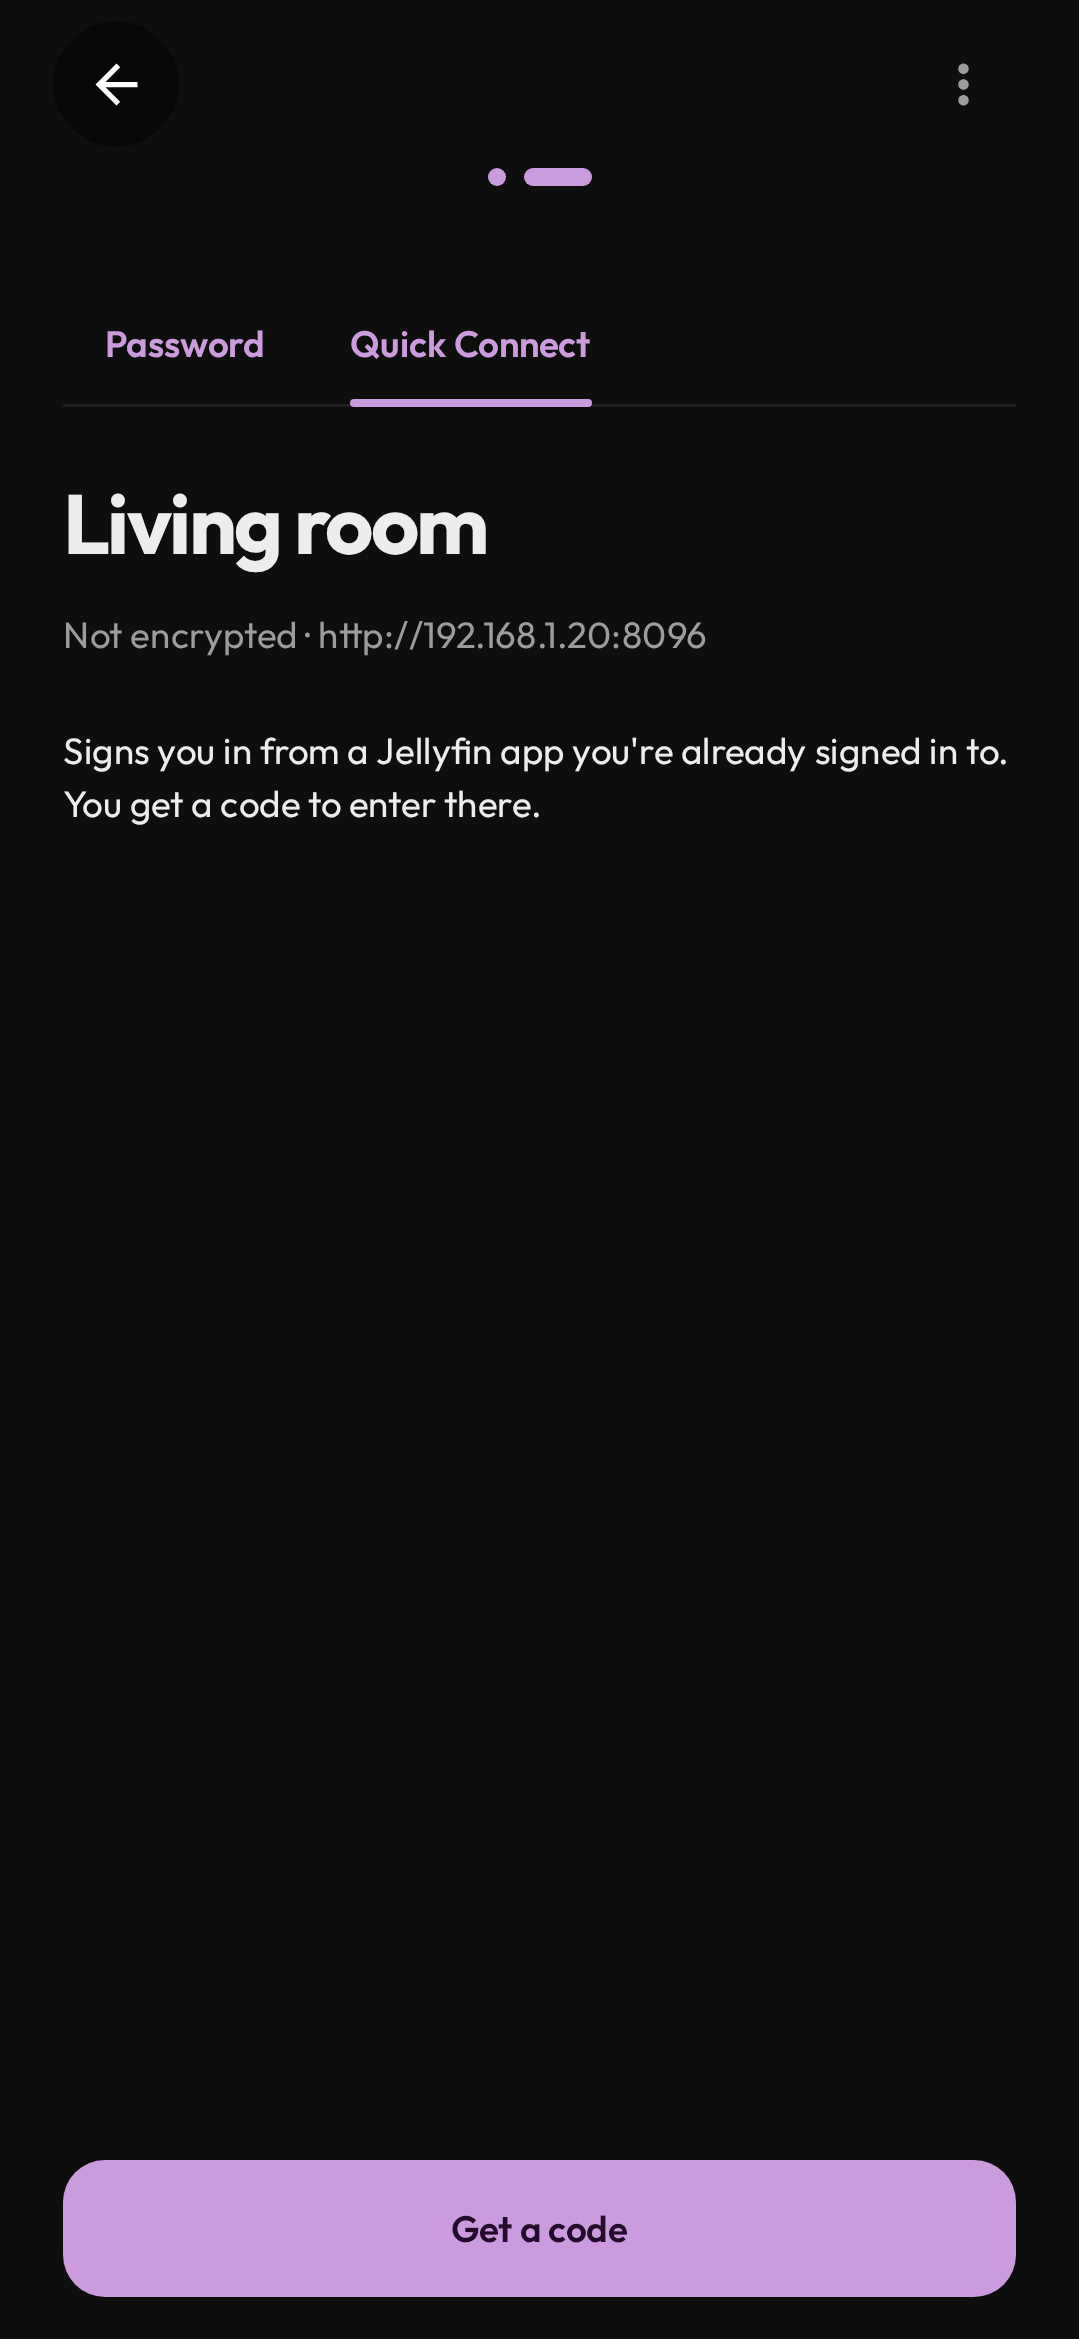 Password
Quick Connect
Living room
Not encrypted · http://192.168.1.20:8096
Signs you in from a Jellyfin app you're already signed in to.
You get a code to enter there.
Get a code